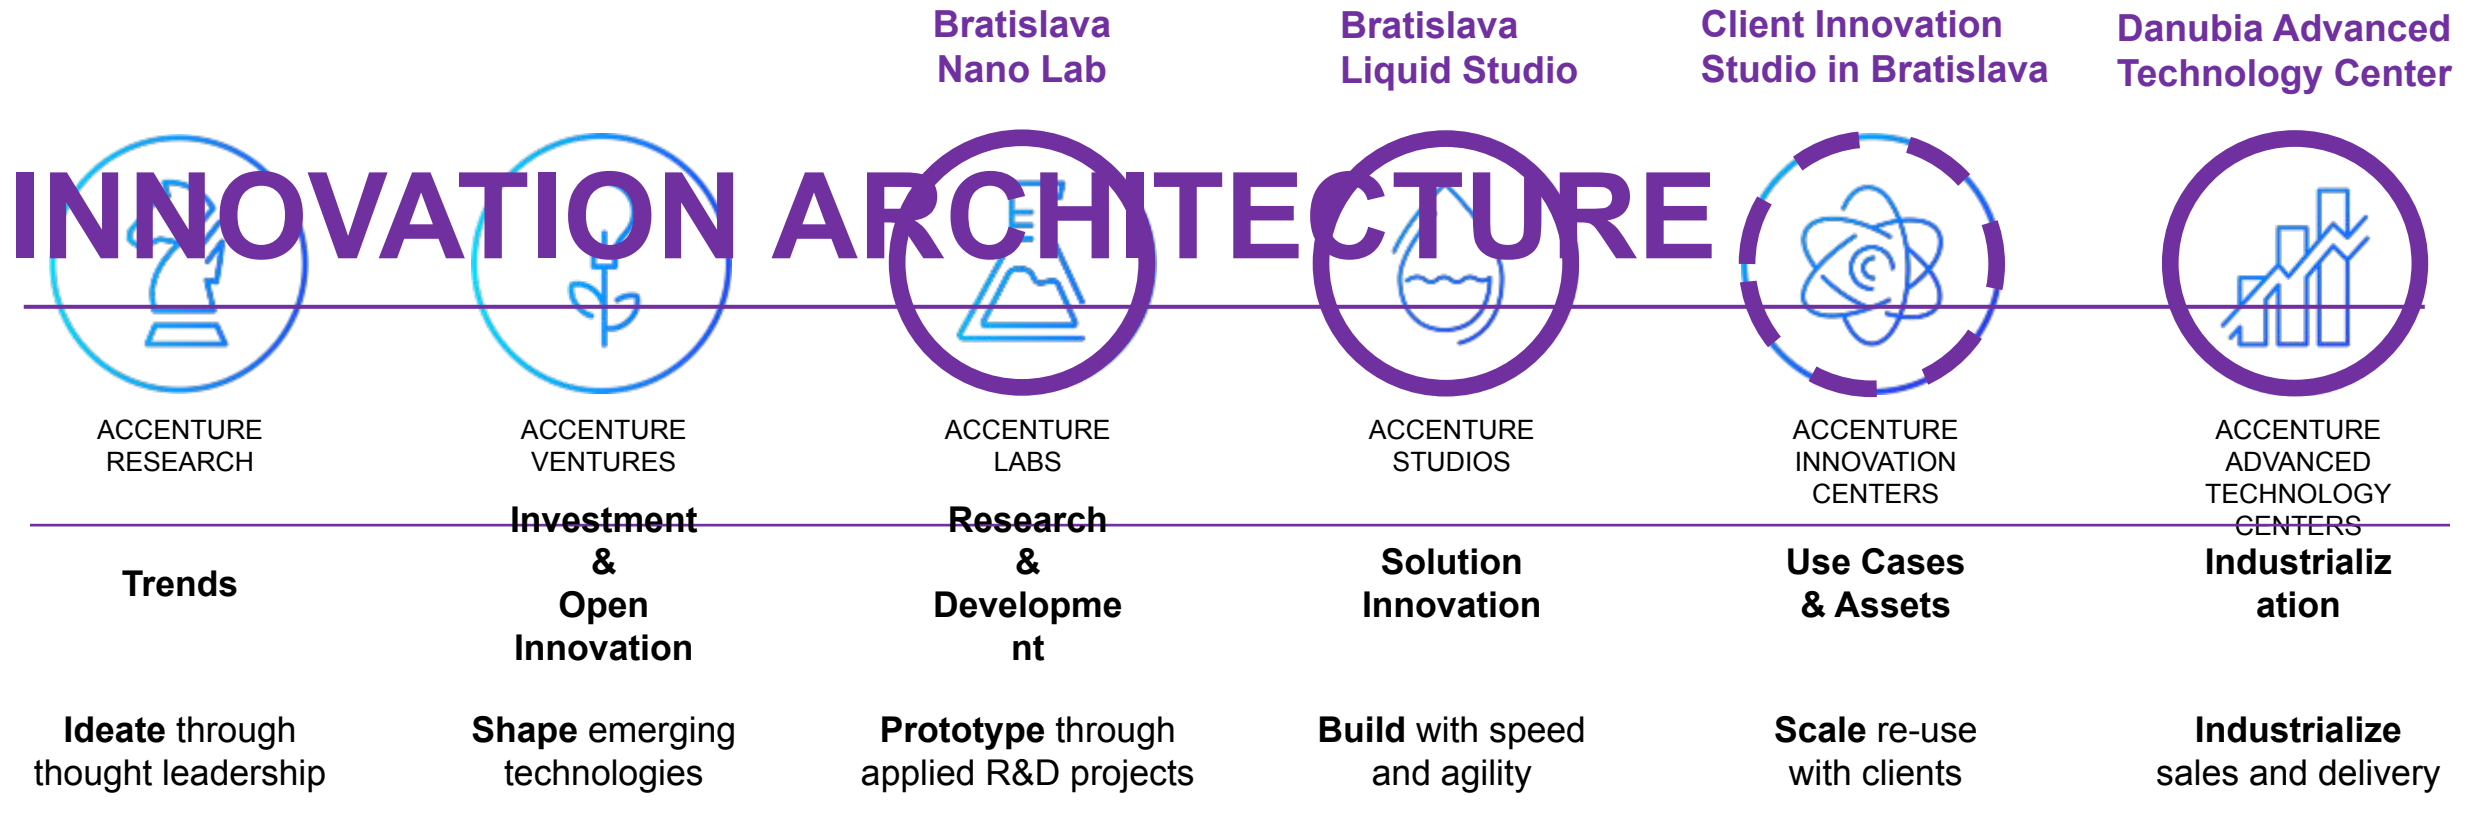 Bratislava
Nano Lab
Bratislava
Liquid Studio
Client Innovation
Studio in Bratislava
Danubia Advanced
Technology Center
INNOVATION ARCHITECTURE
ACCENTURE
RESEARCH
ACCENTURE
VENTURES
ACCENTURE
LABS
ACCENTURE
STUDIOS
ACCENTURE
INNOVATION
CENTERS
ACCENTURE
ADVANCED
TECHNOLOGY
CENTERS
Trends
Investment
&
Open
Innovation
Research
&
Developme
nt
Solution
Innovation
Use Cases
& Assets
Industrializ
ation
Ideate through
thought leadership
Shape emerging
technologies
Prototype through
applied R&D projects
Build with speed
and agility
Scale re-use
with clients
Industrialize
sales and delivery